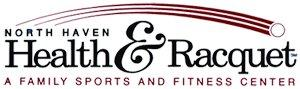 NORTH HAVEN
Health & Racquet
A FAMILY SPORTS AND FITNESS CENTER